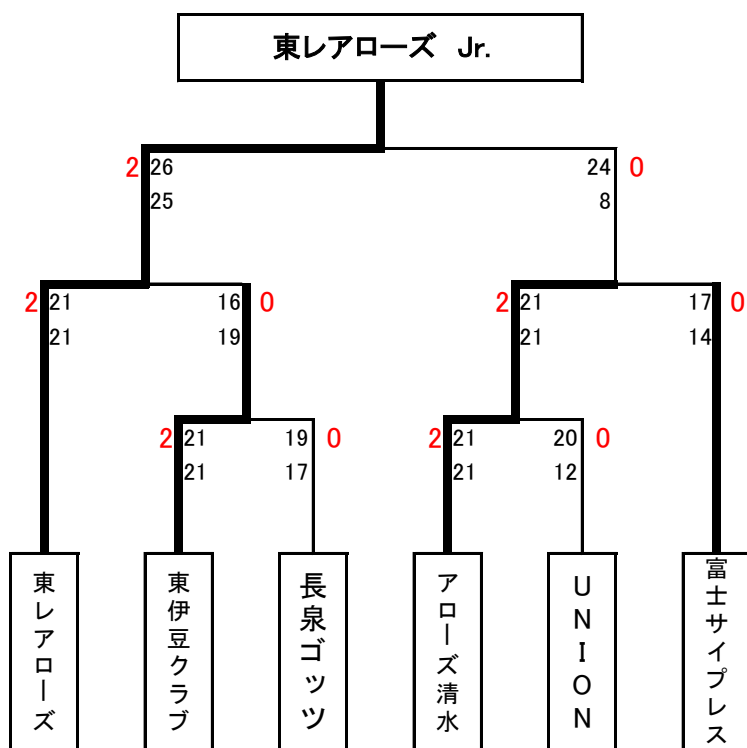 東レアローズ Jr.
2 26 24 0
25 8
2 21 16 0 2 21 17 0
21 19 21 14
2 21 19 0 2 21 20 0
21 17 21 12
東レアローズ
東伊豆クラブ
長泉ゴッツ
アローズ清水
UNION
富士サイプレス